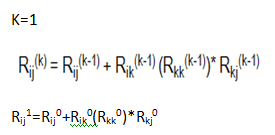 K=1
Rᵢⱼ⁽ᵏ⁾ = Rᵢⱼ⁽ᵏ⁻¹⁾ + Rᵢₖ⁽ᵏ⁻¹⁾ (Rₖₖ⁽ᵏ⁻¹⁾)* Rₖⱼ⁽ᵏ⁻¹⁾
Rᵢⱼ¹=Rᵢⱼ⁰+Rᵢₖ⁰(Rₖₖ⁰)*Rₖⱼ⁰